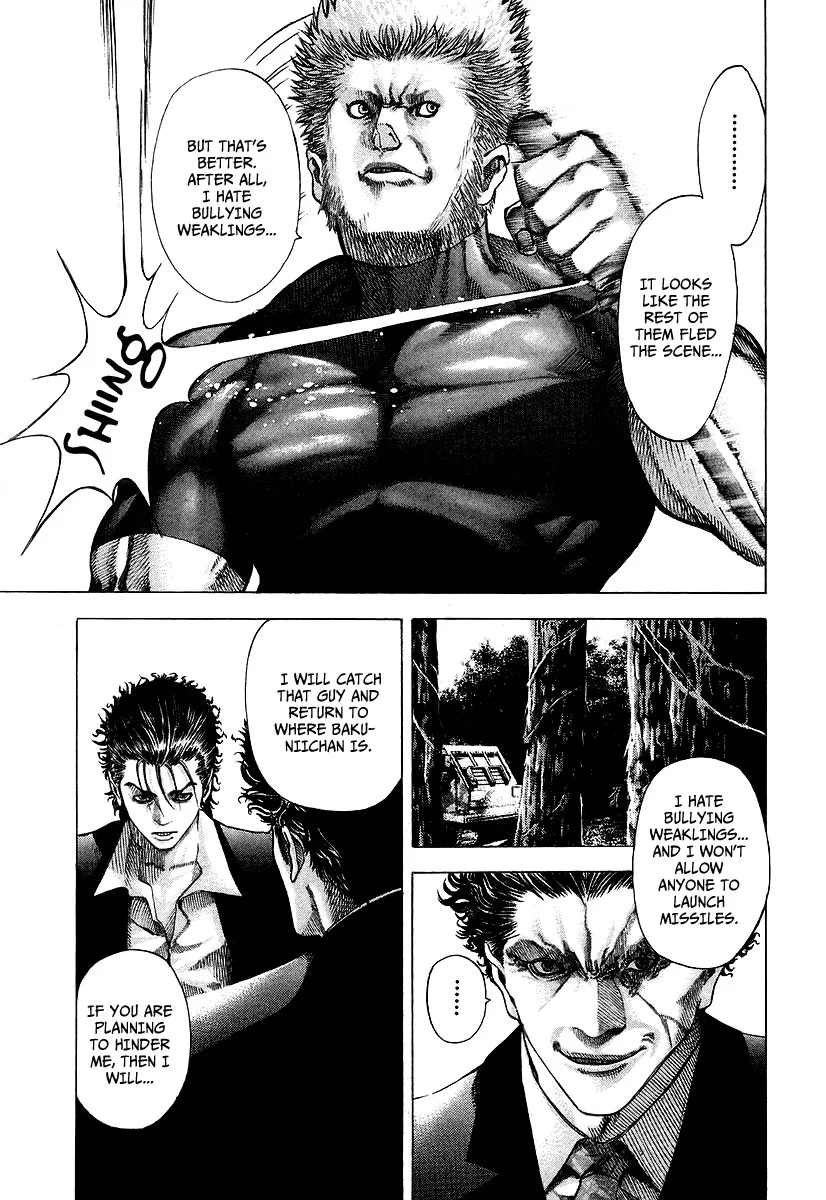 .........
IT LOOKS
LIKE THE
REST OF
THEM FLED
THE SCENE...
BUT THAT'S
BETTER.
AFTER ALL,
I HATE
BULLYING
WEAKLINGS...
SHIING
I HATE
BULLYING
WEAKLINGS...
AND I WON'T
ALLOW
ANYONE TO
LAUNCH
MISSILES.
......
I WILL CATCH
THAT GUY AND
RETURN TO
WHERE BAKU-
NIICHAN IS.
IF YOU ARE
PLANNING
TO HINDER
ME, THEN I
WILL...